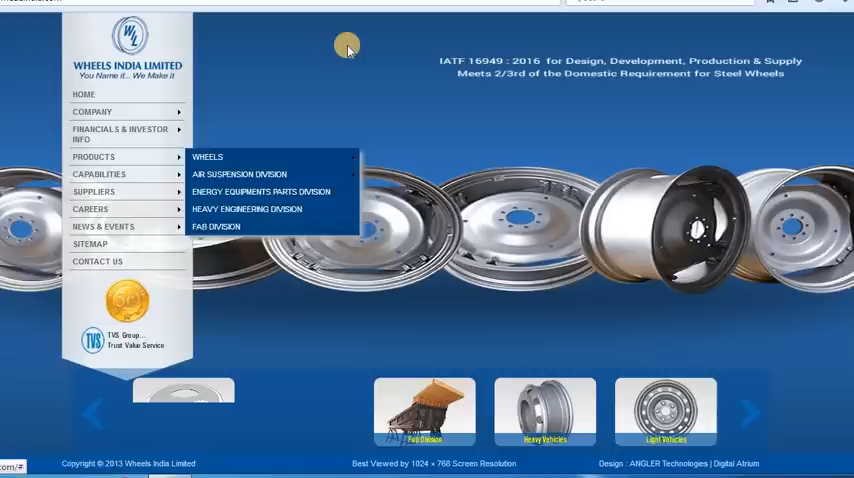 WIL
WHEELS INDIA LIMITED
You Name it... We Make it
HOME
COMPANY
FINANCIALS & INVESTOR
INFO
PRODUCTS
CAPABILITIES
SUPPLIERS
CAREERS
NEWS & EVENTS
SITEMAP
CONTACT US
WHEELS
AIR SUSPENSION DIVISION
ENERGY EQUIPMENTS PARTS DIVISION
HEAVY ENGINEERING DIVISION
FAB DIVISION
IATF 16949 : 2016 for Design, Development, Production & Supply
Meets 2/3rd of the Domestic Requirement for Steel Wheels
TVS
TVS Group...
Trust Value Service
Fab Division
Heavy Vehicles
Light Vehicles
com/#
Copyright © 2013 Wheels India Limited
Best Viewed by 1024 × 768 Screen Resolution
Design : ANGLER Technologies | Digital Atrium